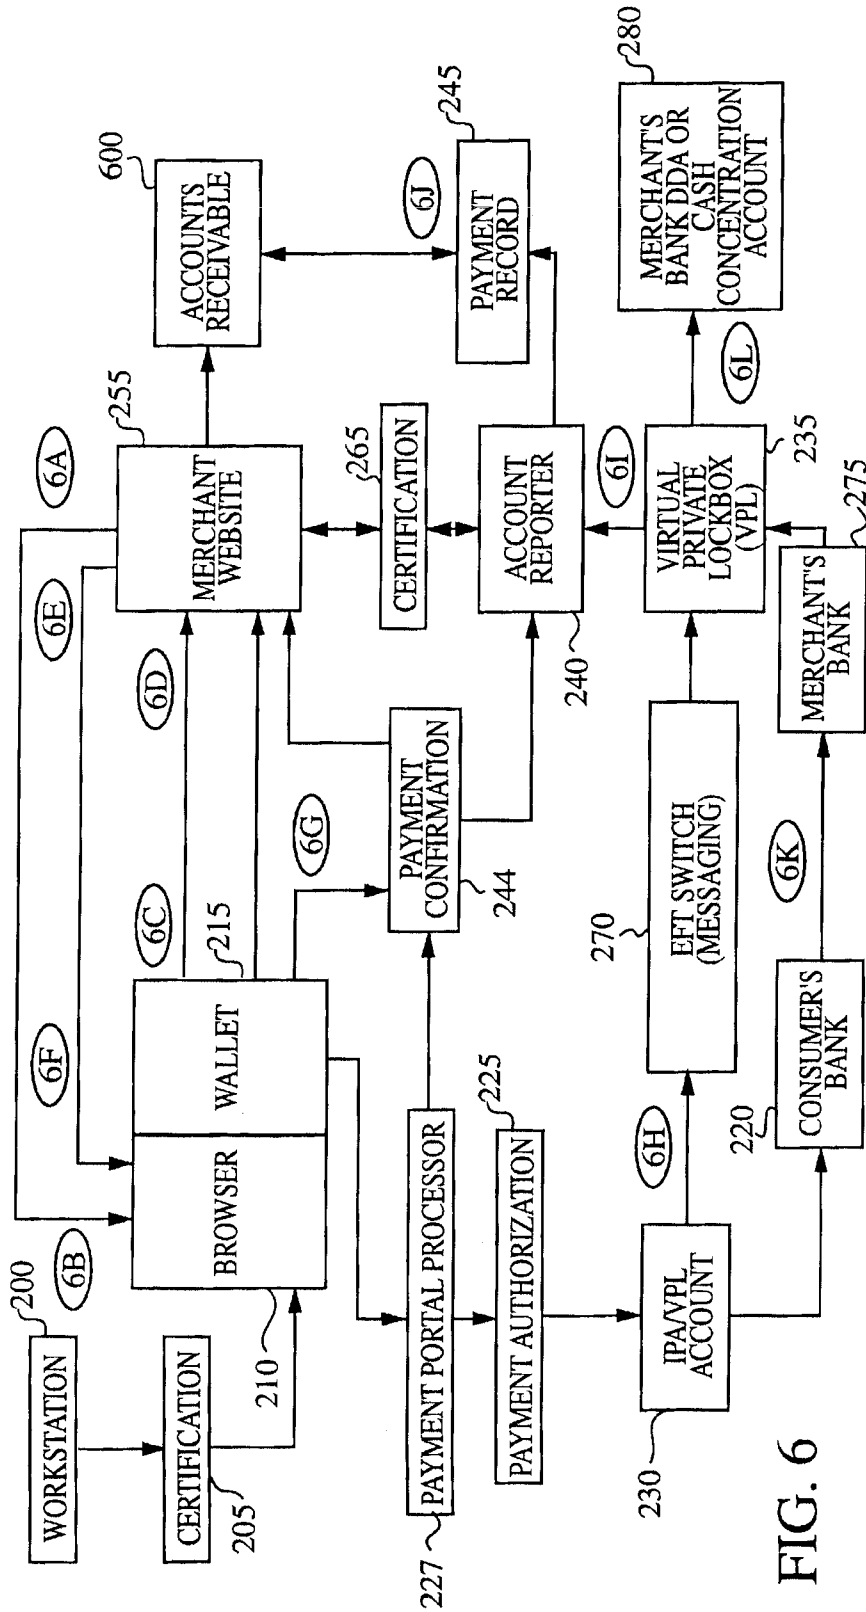 WORKSTATION
200
CERTIFICATION
205
6B
BROWSER
210
WALLET
215
6F
6E
6A
6C
6D
MERCHANT
WEBSITE
255
ACCOUNTS
RECEIVABLE
600
PAYMENT PORTAL PROCESSOR
227
6G
PAYMENT
CONFIRMATION
244
CERTIFICATION
265
6J
PAYMENT AUTHORIZATION
225
ACCOUNT
REPORTER
240
PAYMENT
RECORD
245
IPA/VPL
ACCOUNT
230
6H
EFT SWITCH
(MESSAGING)
270
6I
VIRTUAL
PRIVATE
LOCKBOX
(VPL)
235
6L
MERCHANT'S
BANK DDA OR
CASH
CONCENTRATION
ACCOUNT
280
CONSUMER'S
BANK
220
6K
MERCHANT'S
BANK
275
FIG. 6